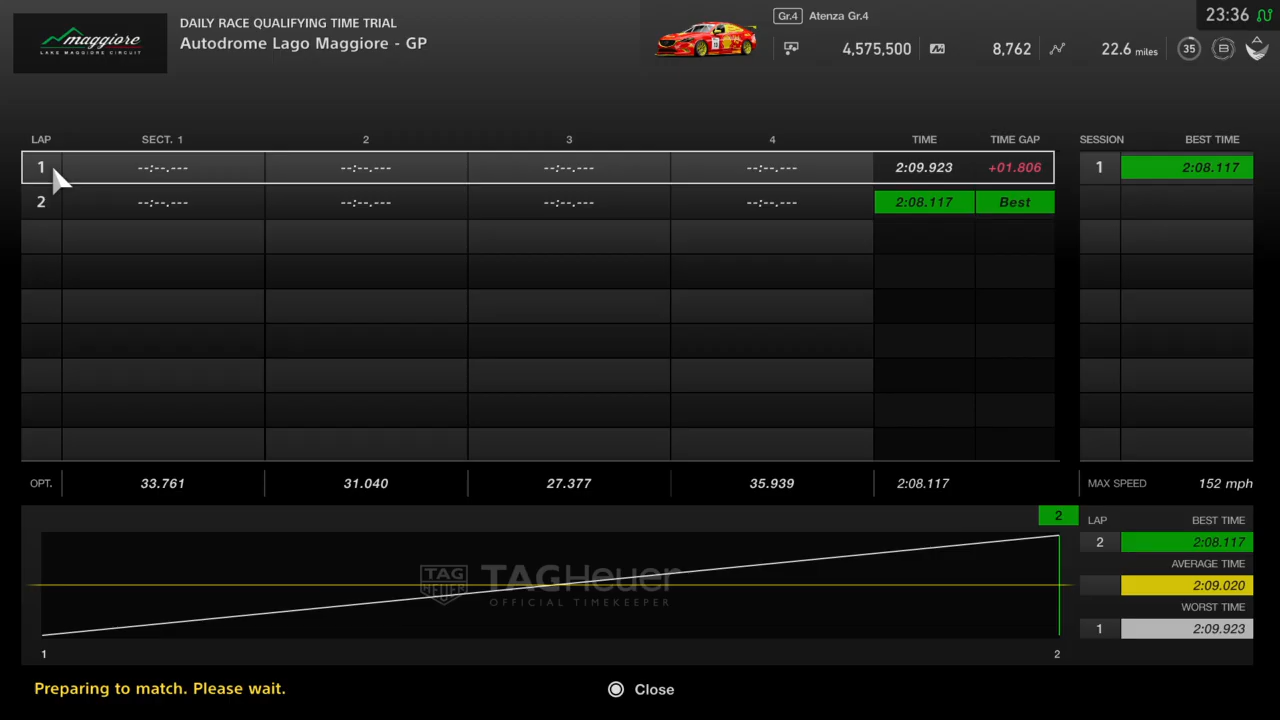 maggiore
LAKE MAGGIORE CIRCUIT
DAILY RACE QUALIFYING TIME TRIAL
Autodrome Lago Maggiore - GP
Gr.4 Atenza Gr.4
4,575,500 8,762 22.6 miles 35 B
23:36
LAP SECT. 1 2 3 4 TIME TIME GAP SESSION BEST TIME
1 --:--.--- --:--.--- --:--.--- --:--.--- 2:09.923 +01.806 1 2:08.117
2 --:--.--- --:--.--- --:--.--- --:--.--- 2:08.117 Best
OPT. 33.761 31.040 27.377 35.939 2:08.117 MAX SPEED 152 mph
2 LAP BEST TIME
2 2:08.117
AVERAGE TIME
2:09.020
WORST TIME
1 2:09.923
TAG HEUER TAGHeuer
OFFICIAL TIMEKEEPER
1 2
Preparing to match. Please wait.
Close